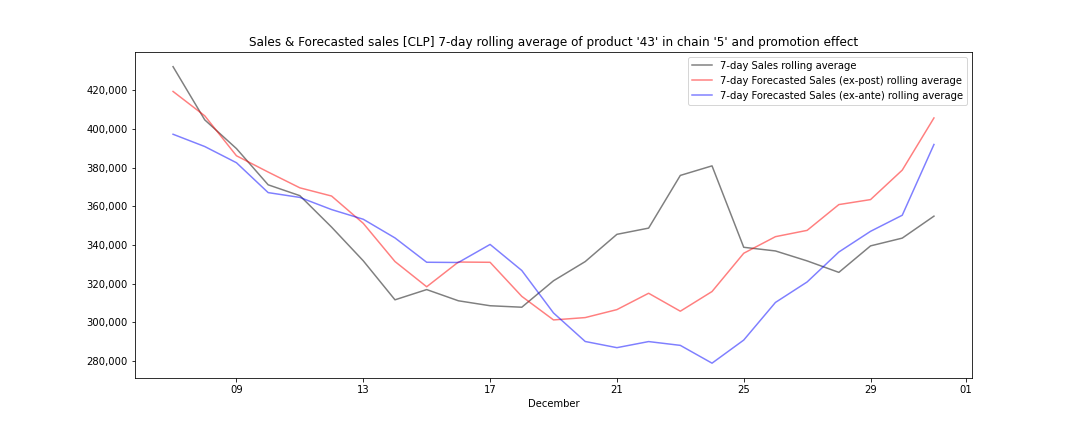 Sales & Forecasted sales [CLP] 7-day rolling average of product '43' in chain '5' and promotion effect
7-day Sales rolling average
7-day Forecasted Sales (ex-post) rolling average
7-day Forecasted Sales (ex-ante) rolling average
420,000
400,000
380,000
360,000
340,000
320,000
300,000
280,000
09 13 17 21 25 29 01
December